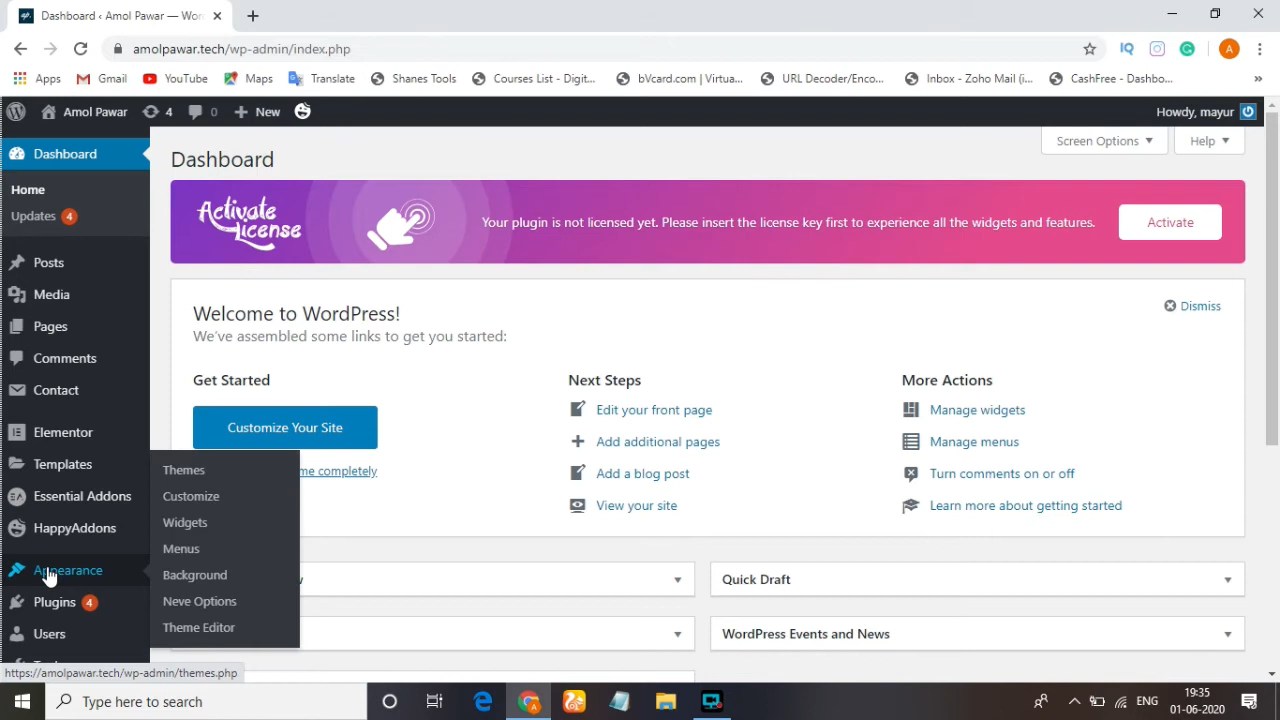 Dashboard ‹ Amol Pawar — Wor
amolpawar.tech/wp-admin/index.php
A
Apps
Gmail
YouTube
Maps
Translate
Shanes Tools
Courses List - Digit...
bVcard.com | Virtua...
URL Decoder/Enco...
Inbox - Zoho Mail (i...
CashFree - Dashbo...
»
Amol Pawar
4
0
New
Howdy, mayur
Dashboard
Home
Updates 4
Posts
Media
Pages
Comments
Contact
Elementor
Templates
Essential Addons
HappyAddons
Appearance
Plugins 4
Users
Themes
Customize
Widgets
Menus
Background
Neve Options
Theme Editor
https://amolpawar.tech/wp-admin/themes.php
Screen Options
Help
Dashboard
Activate
License
Your plugin is not licensed yet. Please insert the license key first to experience all the widgets and features.
Activate
Welcome to WordPress!
We've assembled some links to get you started:
Dismiss
Get Started
Customize Your Site
me completely
Next Steps
Edit your front page
Add additional pages
Add a blog post
View your site
More Actions
Manage widgets
Manage menus
Turn comments on or off
Learn more about getting started
Quick Draft
WordPress Events and News
Type here to search
ENG
19:35
01-06-2020